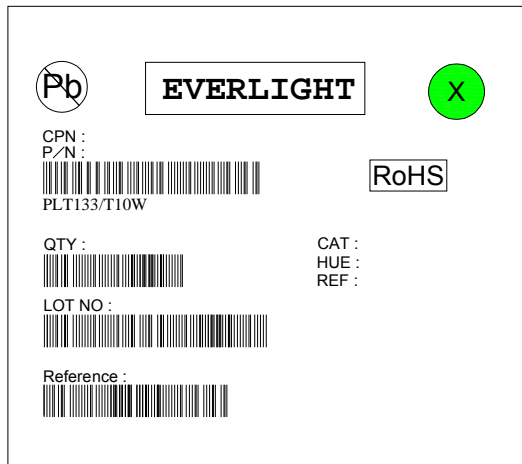 Pb
EVERLIGHT
X
CPN :
P/N :
RoHS
PLT133/T10W
QTY :
CAT :
HUE :
REF :
LOT NO :
Reference :